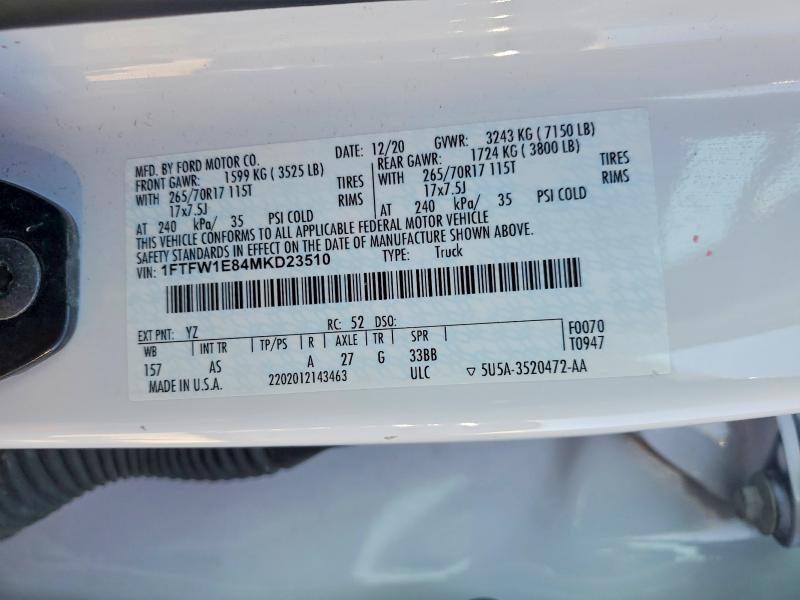 MFD. BY FORD MOTOR CO. DATE: 12/20 GVWR: 3243 KG ( 7150 LB)
FRONT GAWR: 1599 KG ( 3525 LB) REAR GAWR: 1724 KG ( 3800 LB)
WITH 265/70R17 115T TIRES WITH 265/70R17 115T TIRES
17x7.5J RIMS 17x7.5J RIMS
AT 240 kPa/ 35 PSI COLD AT 240 kPa/ 35 PSI COLD
THIS VEHICLE CONFORMS TO ALL APPLICABLE FEDERAL MOTOR VEHICLE
SAFETY STANDARDS IN EFFECT ON THE DATE OF MANUFACTURE SHOWN ABOVE.
VIN: 1FTFW1E84MKD23510 TYPE: Truck
EXT PNT: YZ RC: 52 DSO: F0070
WB INT TR TP/PS R AXLE TR SPR T0947
157 AS A 27 G 33BB
MADE IN U.S.A. 2202012143463 ULC ▽ 5U5A-3520472-AA